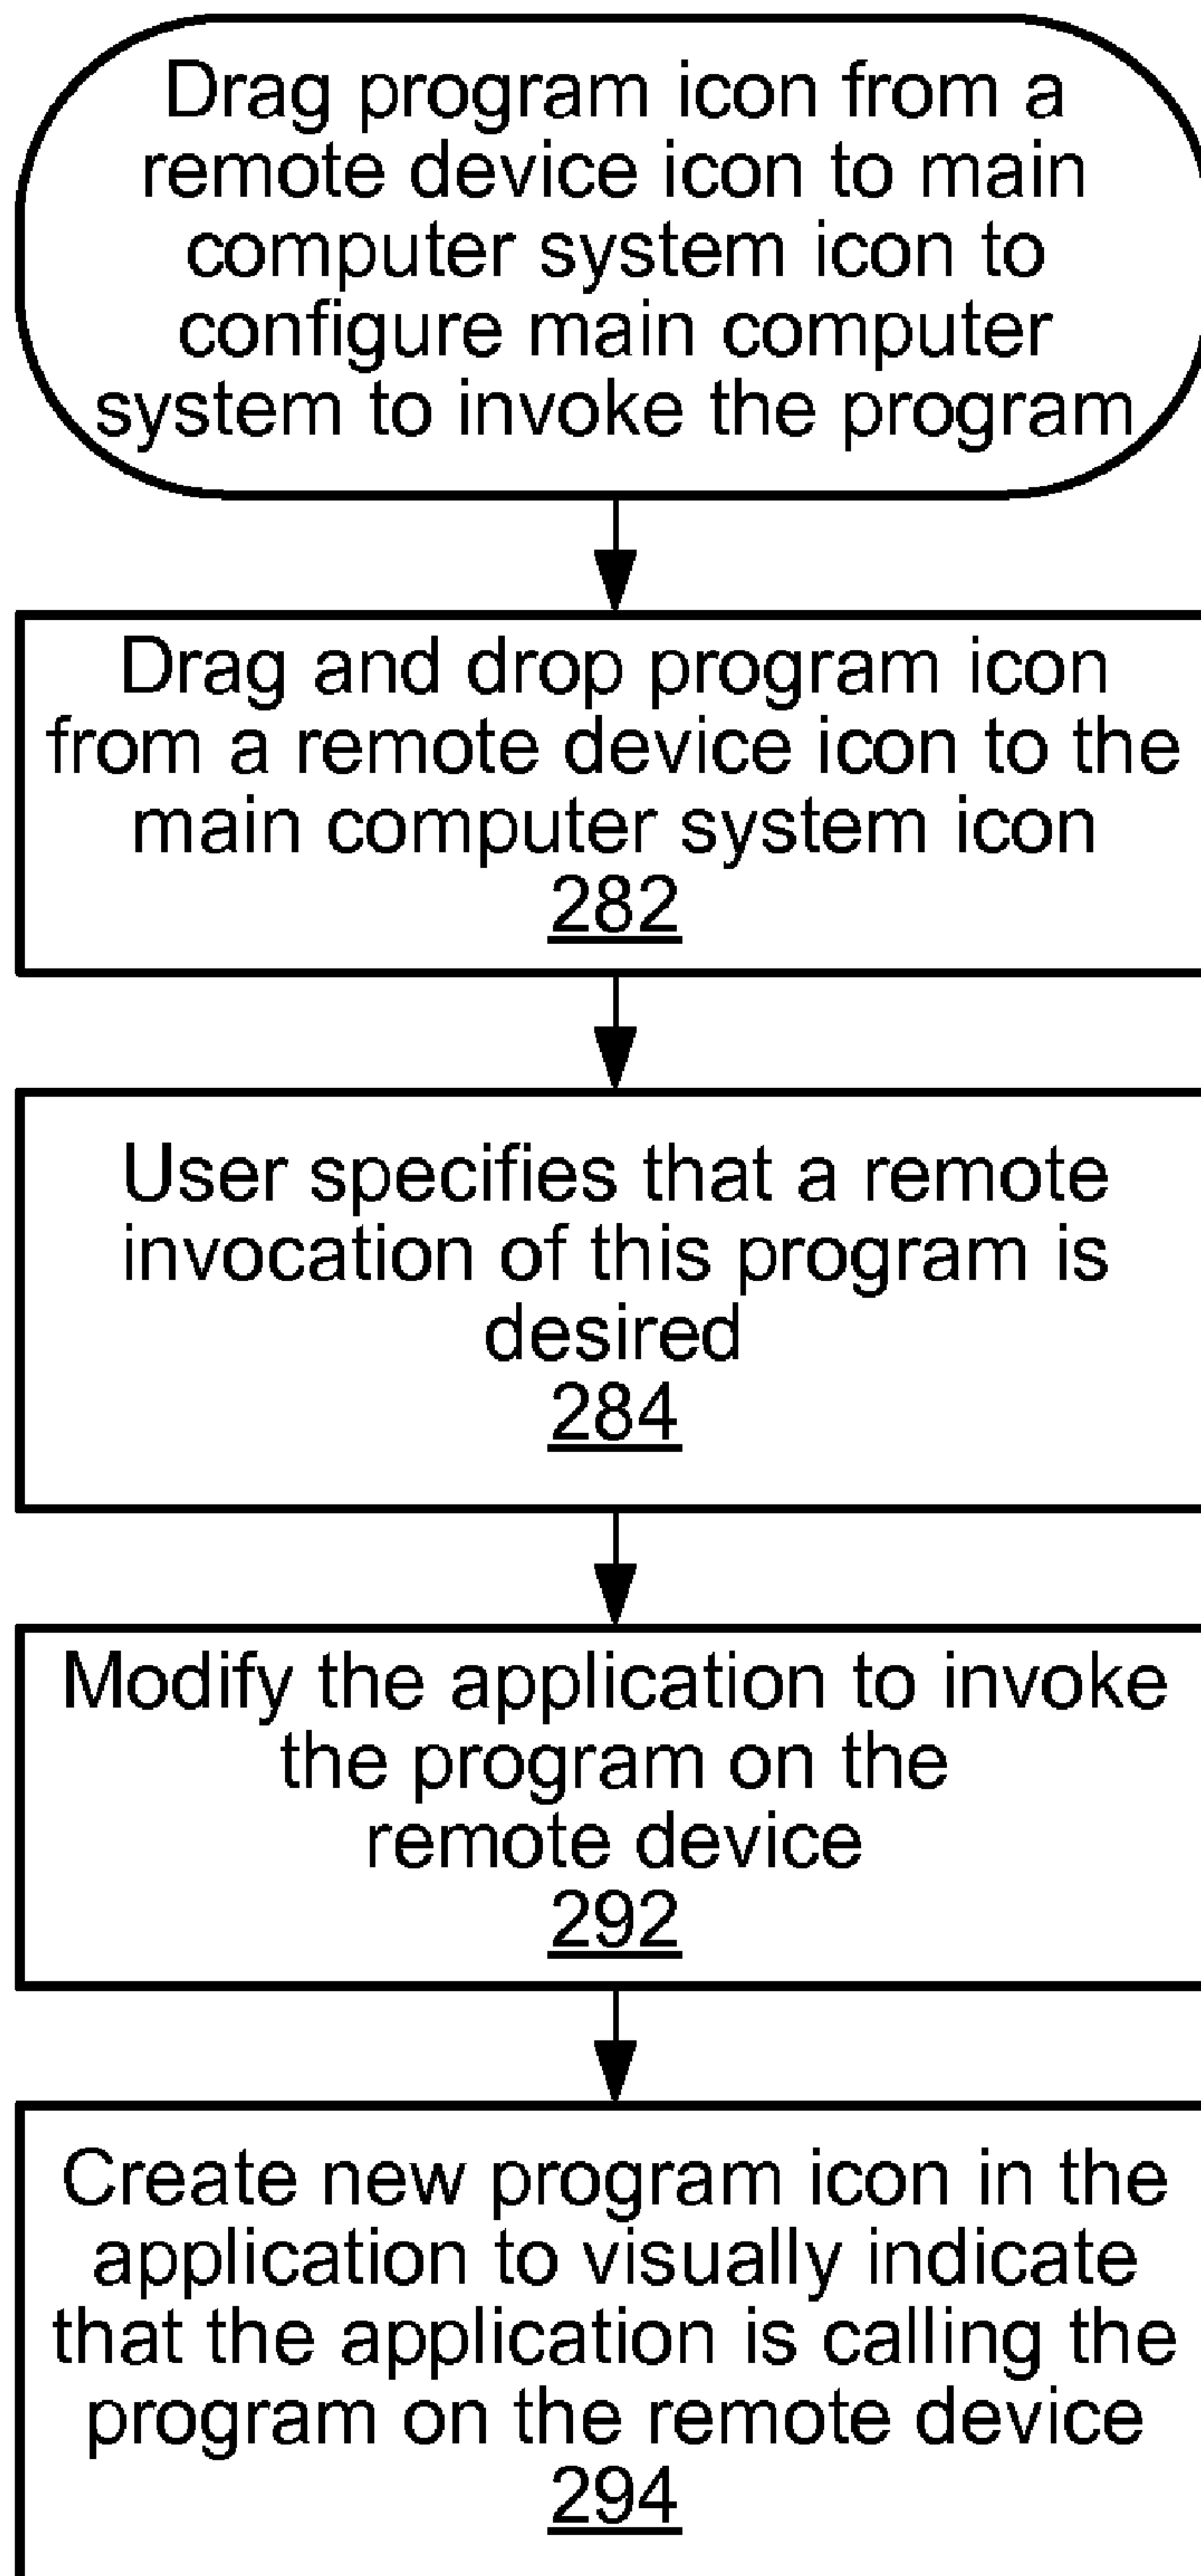 Drag program icon from a
remote device icon to main
computer system icon to
configure main computer
system to invoke the program
Drag and drop program icon
from a remote device icon to the
main computer system icon
282
User specifies that a remote
invocation of this program is
desired
284
Modify the application to invoke
the program on the
remote device
292
Create new program icon in the
application to visually indicate
that the application is calling the
program on the remote device
294